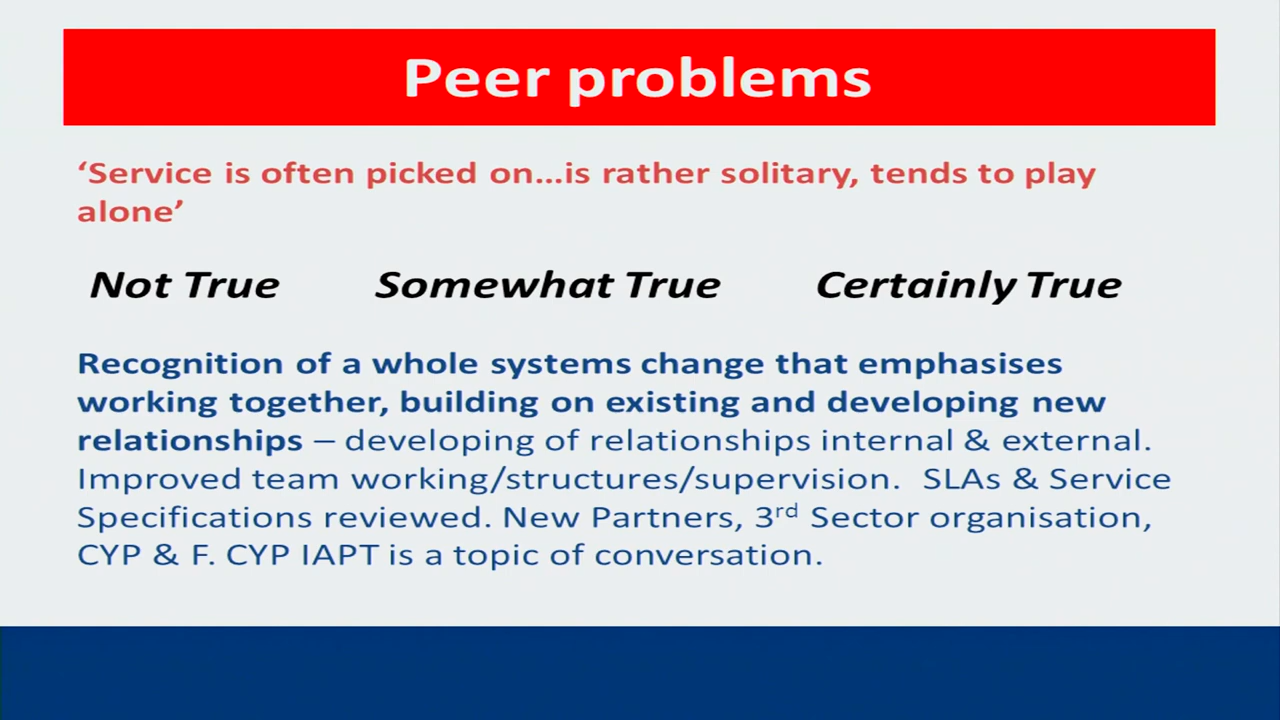 Peer problems
‘Service is often picked on...is rather solitary, tends to play
alone’
Not True Somewhat True Certainly True
Recognition of a whole systems change that emphasises
working together, building on existing and developing new
relationships – developing of relationships internal & external.
Improved team working/structures/supervision. SLAs & Service
Specifications reviewed. New Partners, 3rd Sector organisation,
CYP & F. CYP IAPT is a topic of conversation.